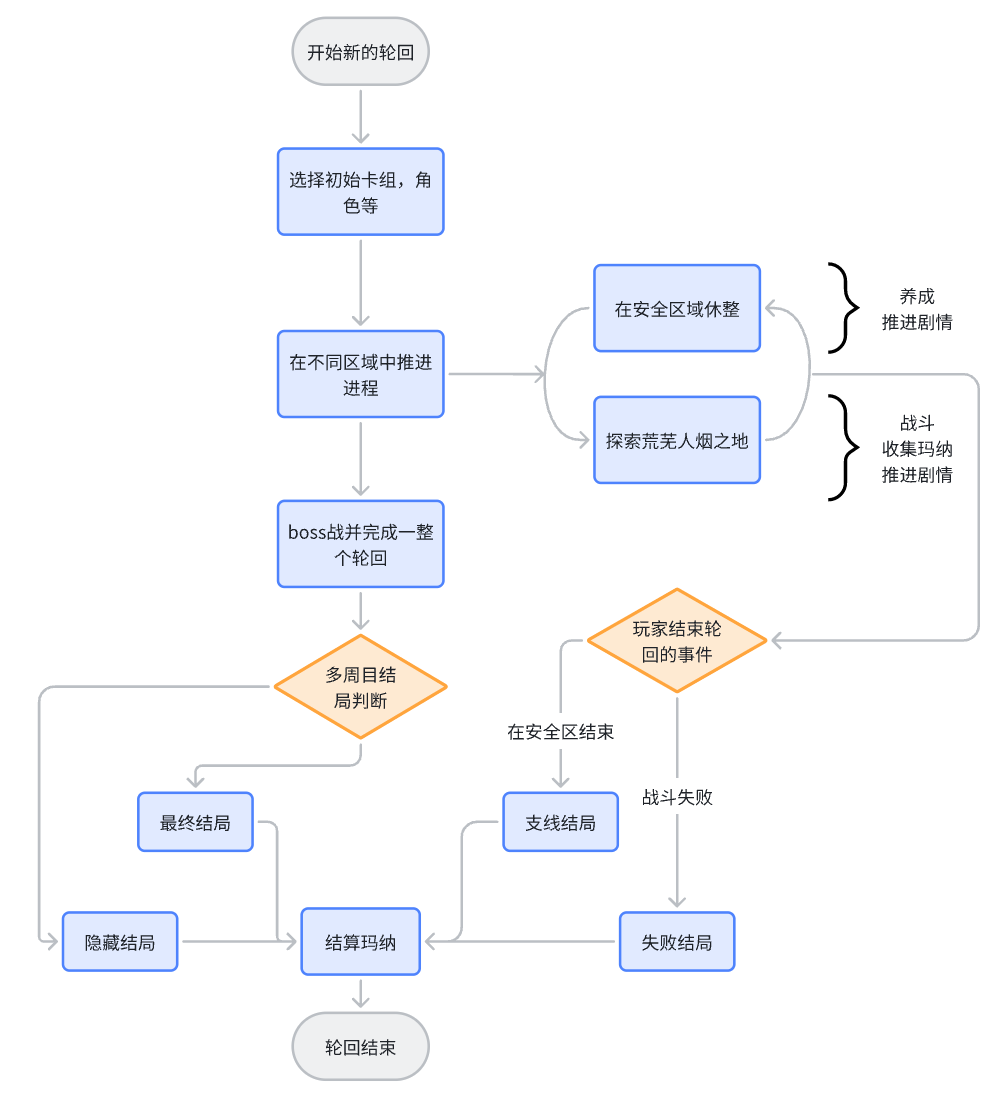 开始新的轮回
选择初始卡组，角
色等
在不同区域中推进
进程
在安全区域休整
养成
推进剧情
探索荒芜人烟之地
战斗
收集玛纳
推进剧情
boss战并完成一整
个轮回
多周目结
局判断
玩家结束轮
回的事件
在安全区结束
战斗失败
最终结局
支线结局
隐藏结局
结算玛纳
失败结局
轮回结束